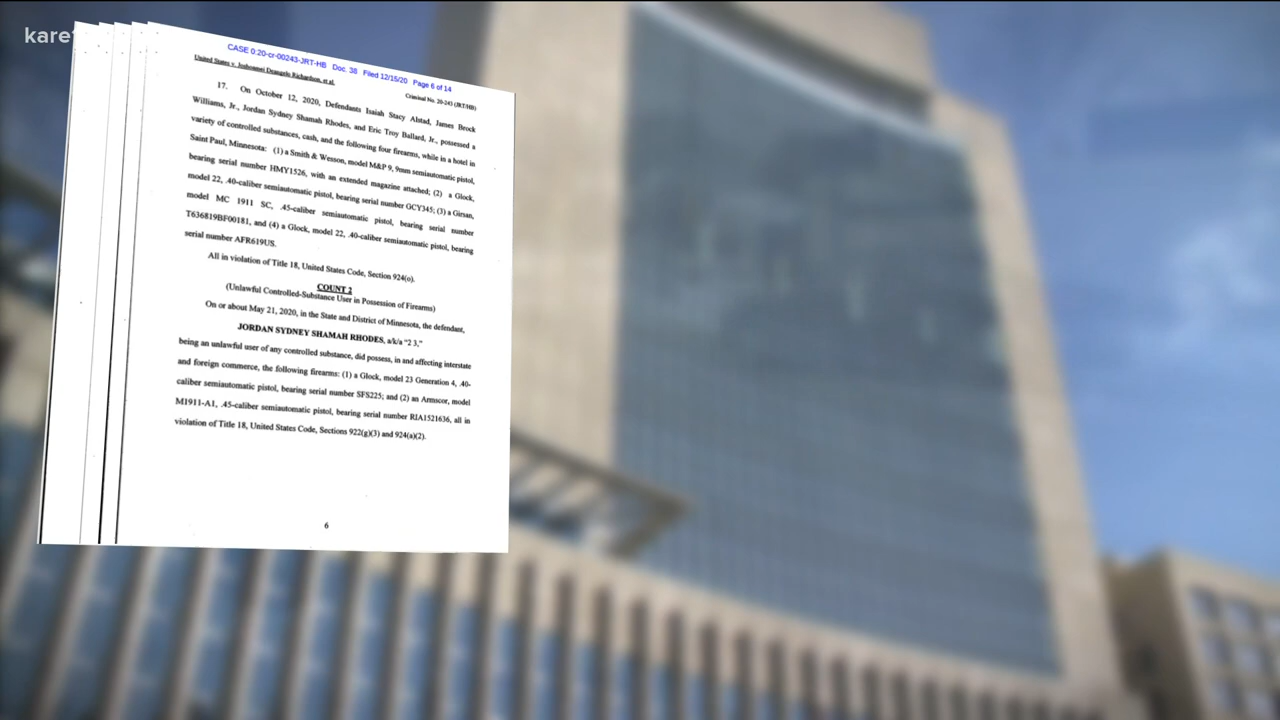 kare
CASE 0:20-cr-00243-JRT-HB Doc. 38 Filed 12/15/20 Page 6 of 14
United States v. Deangelo Richardson, et al.
Criminal No. 20-243 (JRT/HB)
17. On October 12, 2020, Defendants Isaiah Stacy Alstad, James Brock
Williams, Jr., Jordan Sydney Shamah Rhodes, and Eric Troy Ballard, Jr., possessed a
variety of controlled substances, cash, and the following four firearms, while in a hotel in
Saint Paul, Minnesota: (1) a Smith & Wesson, model M&P 9, 9mm semiautomatic pistol,
bearing serial number HMY1526, with an extended magazine attached; (2) a Glock,
model 22, .40-caliber semiautomatic pistol, bearing serial number GCY345; (3) a Girsan,
model MC 1911 SC, .45-caliber semiautomatic pistol, bearing serial number
T636819BF00181, and (4) a Glock, model 22, .40-caliber semiautomatic pistol, bearing
serial number AFR619US.
All in violation of Title 18, United States Code, Section 924(o).
COUNT 2
(Unlawful Controlled-Substance User in Possession of Firearms)
On or about May 21, 2020, in the State and District of Minnesota, the defendant,
JORDAN SYDNEY SHAMAH RHODES, a/k/a "2 3,"
being an unlawful user of any controlled substance, did possess, in and affecting interstate
and foreign commerce, the following firearms: (1) a Glock, model 23 Generation 4, .40-
caliber semiautomatic pistol, bearing serial number SFS225; and (2) an Armscor, model
M1911-A1, .45-caliber semiautomatic pistol, bearing serial number RIA1521636, all in
violation of Title 18, United States Code, Sections 922(g)(3) and 924(a)(2).
6